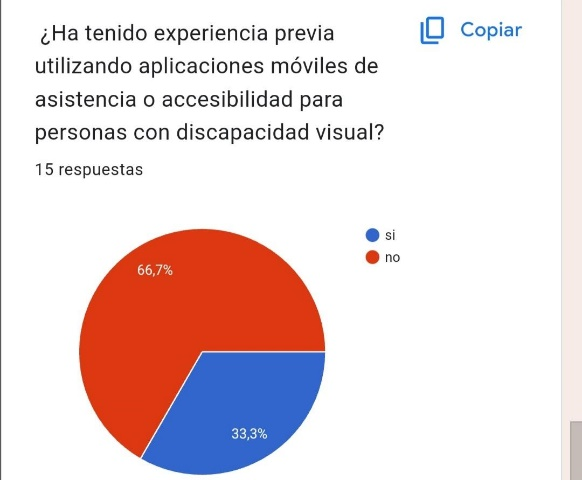 ¿Ha tenido experiencia previa
utilizando aplicaciones móviles de
asistencia o accesibilidad para
personas con discapacidad visual?
Copiar
15 respuestas
si
no
66,7%
33,3%